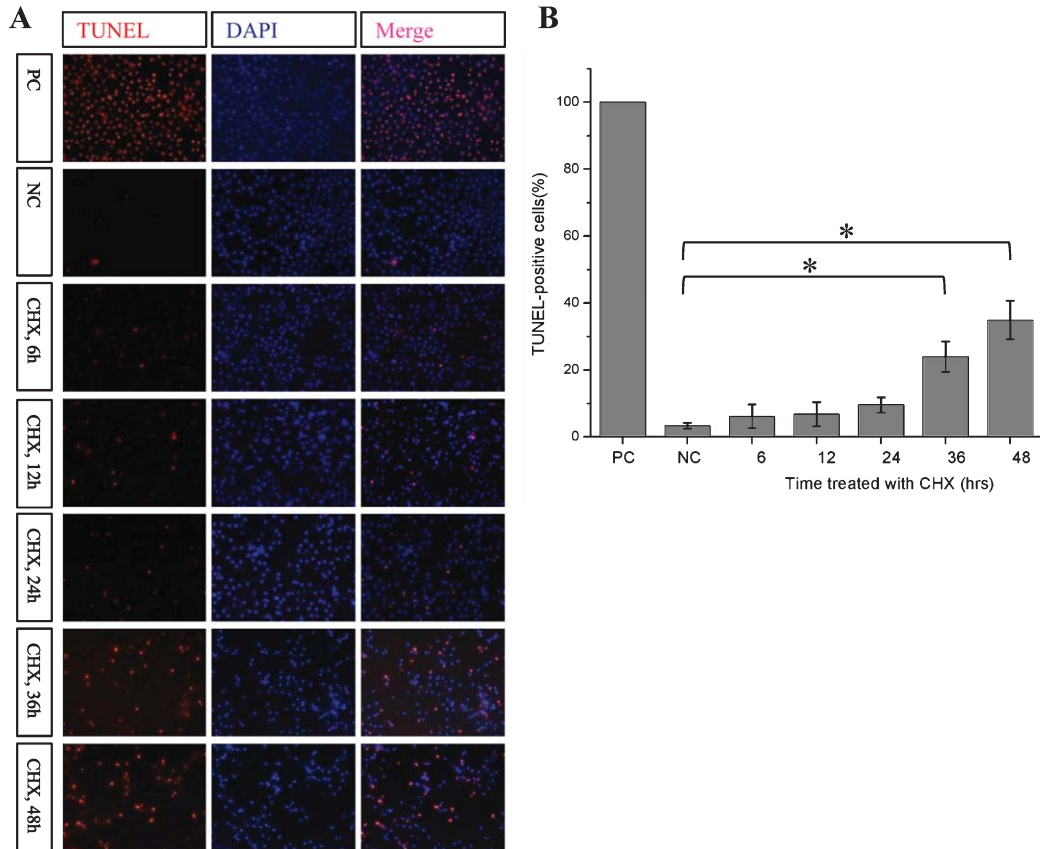 A
TUNEL DAPI Merge
PC
NC
CHX, 6h
CHX, 12h
CHX, 24h
CHX, 36h
CHX, 48h
B
TUNEL-positive cells(%)
100
80
60
40
20
0
*
*
PC NC 6 12 24 36 48
Time treated with CHX (hrs)